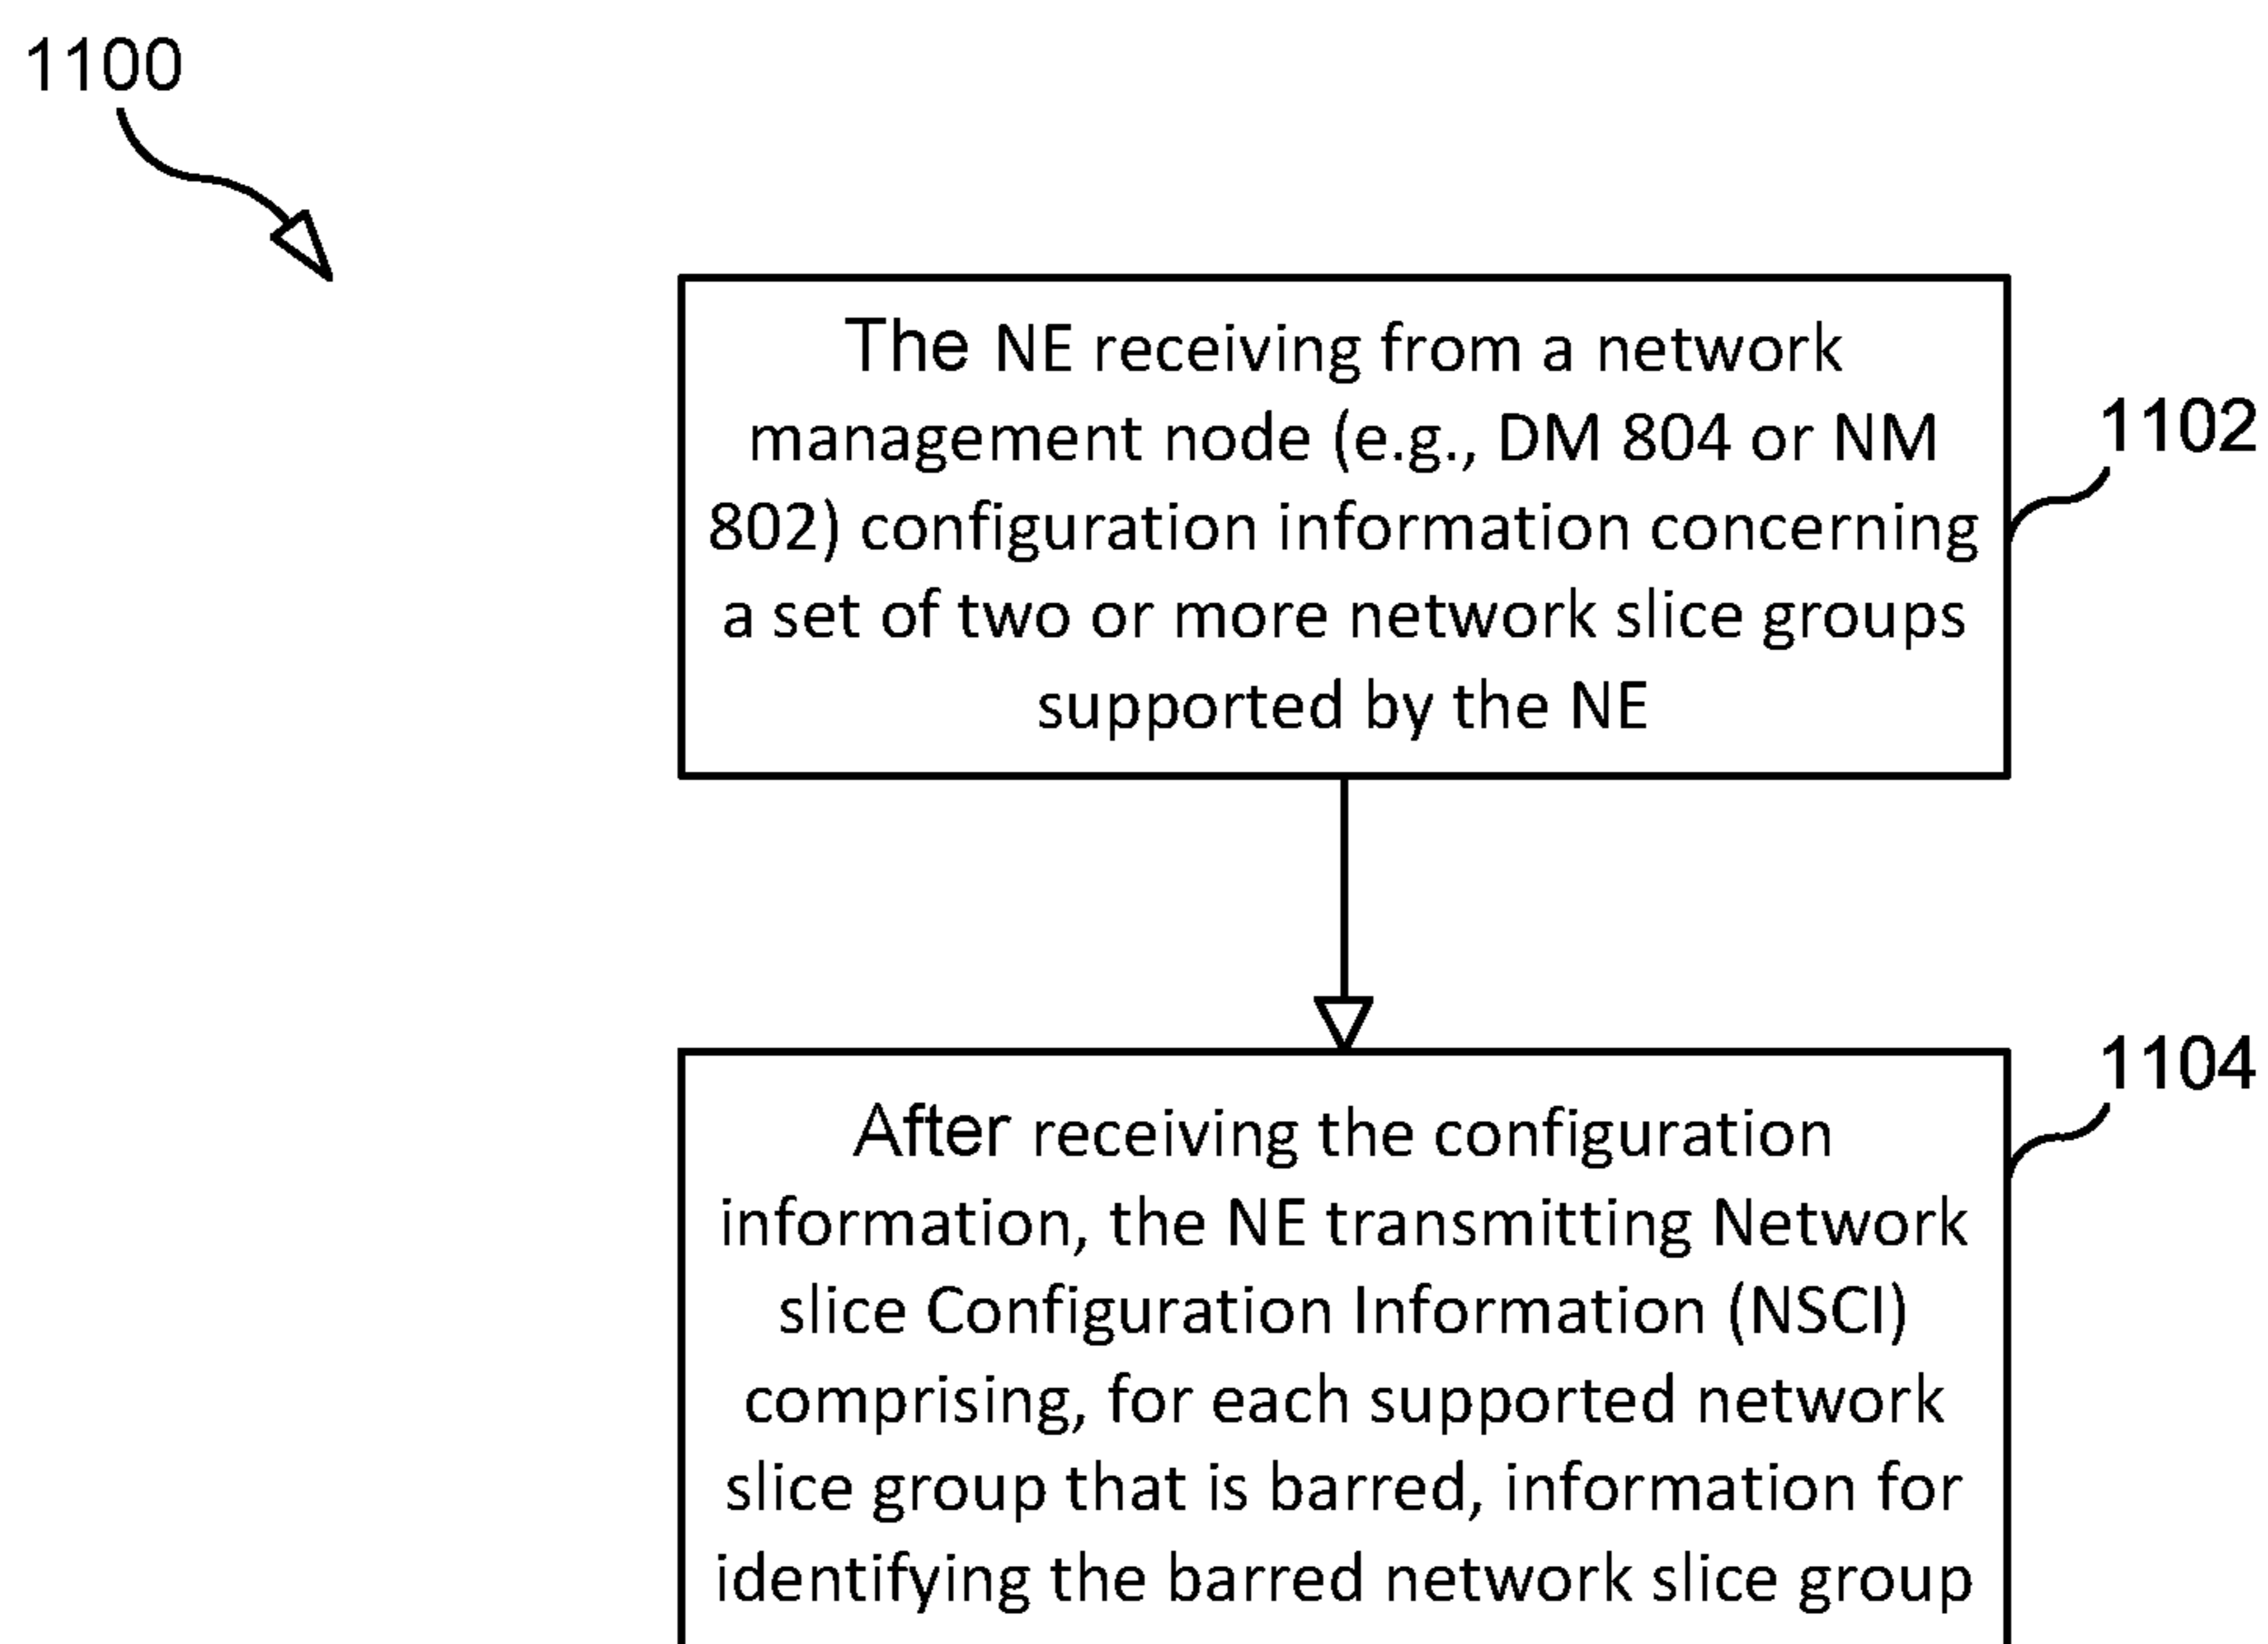 1100
The NE receiving from a network
management node (e.g., DM 804 or NM
802) configuration information concerning
a set of two or more network slice groups
supported by the NE
1102
After receiving the configuration
information, the NE transmitting Network
slice Configuration Information (NSCI)
comprising, for each supported network
slice group that is barred, information for
identifying the barred network slice group
1104